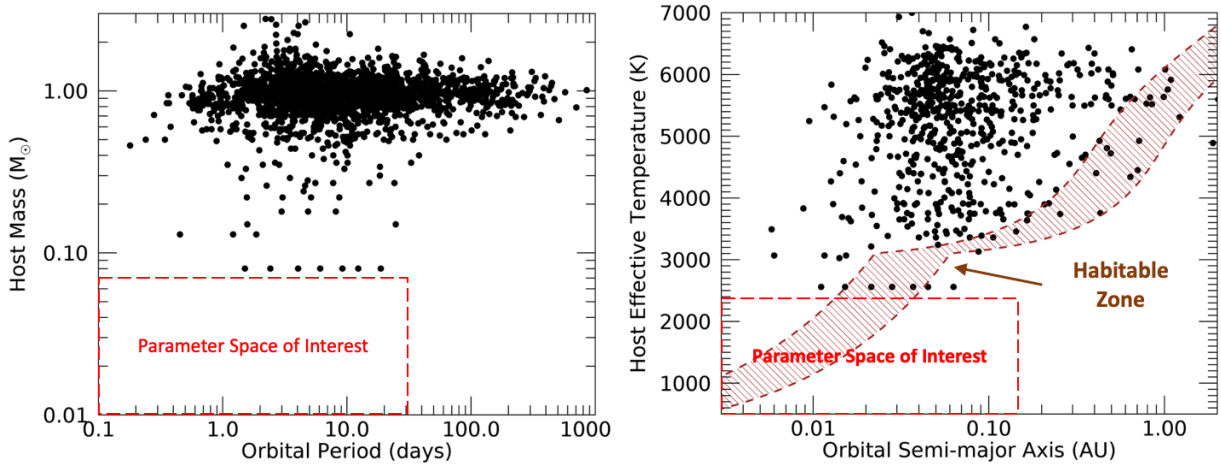 Host Mass (M☉)
1.00
0.10
0.01
Parameter Space of Interest
0.1 1.0 10.0 100.0 1000
Orbital Period (days)
Host Effective Temperature (K)
7000
6000
5000
4000
3000
2000
1000
Habitable
Zone
Parameter Space of Interest
0.01 0.10 1.00
Orbital Semi-major Axis (AU)